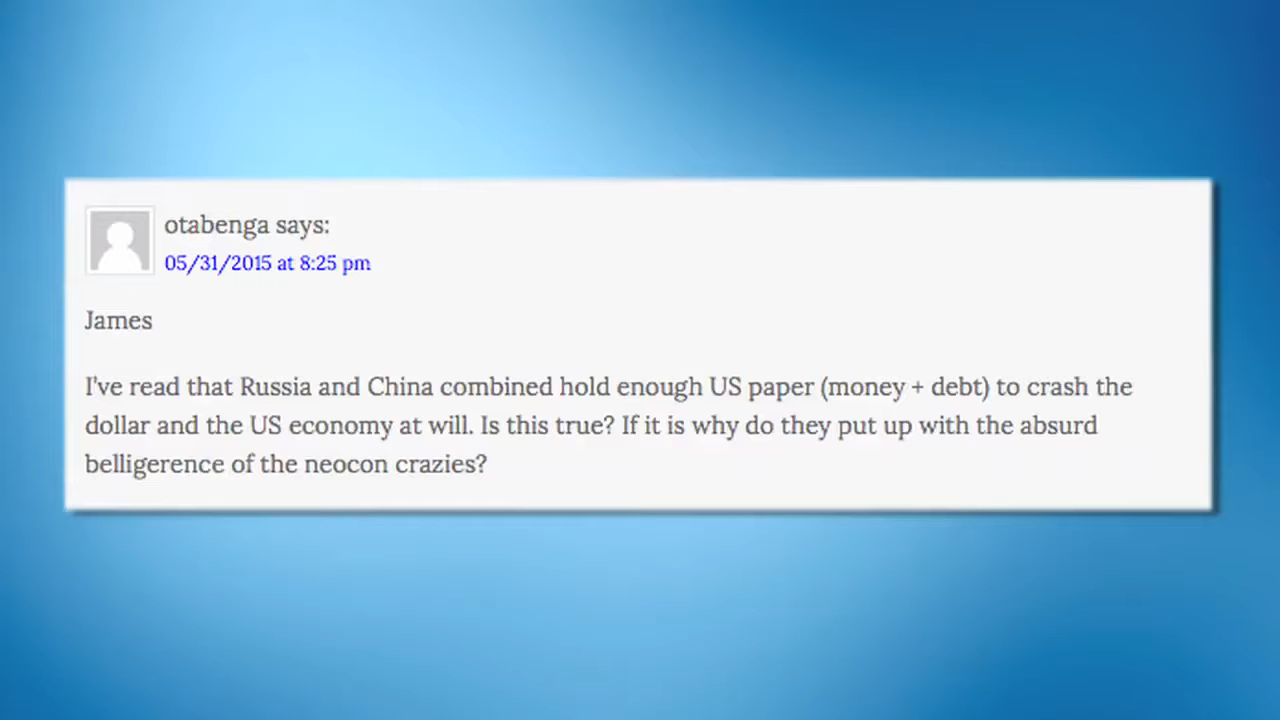 otabenga says:
05/31/2015 at 8:25 pm
James
I've read that Russia and China combined hold enough US paper (money + debt) to crash the
dollar and the US economy at will. Is this true? If it is why do they put up with the absurd
belligerence of the neocon crazies?